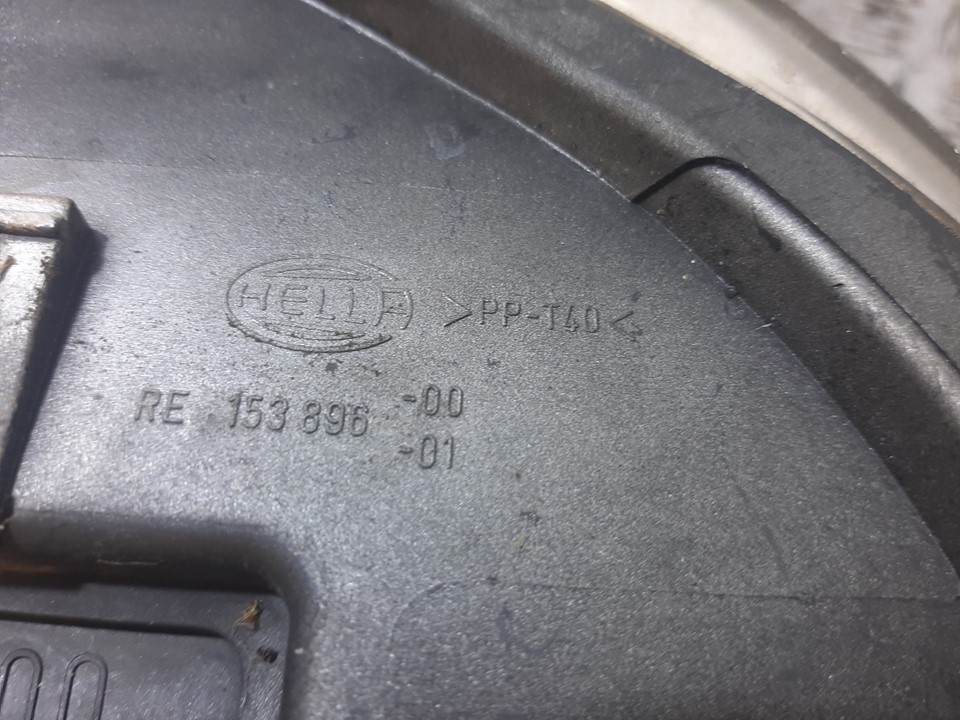 HELLA >PP-T40<
RE 153 896 -00
-01